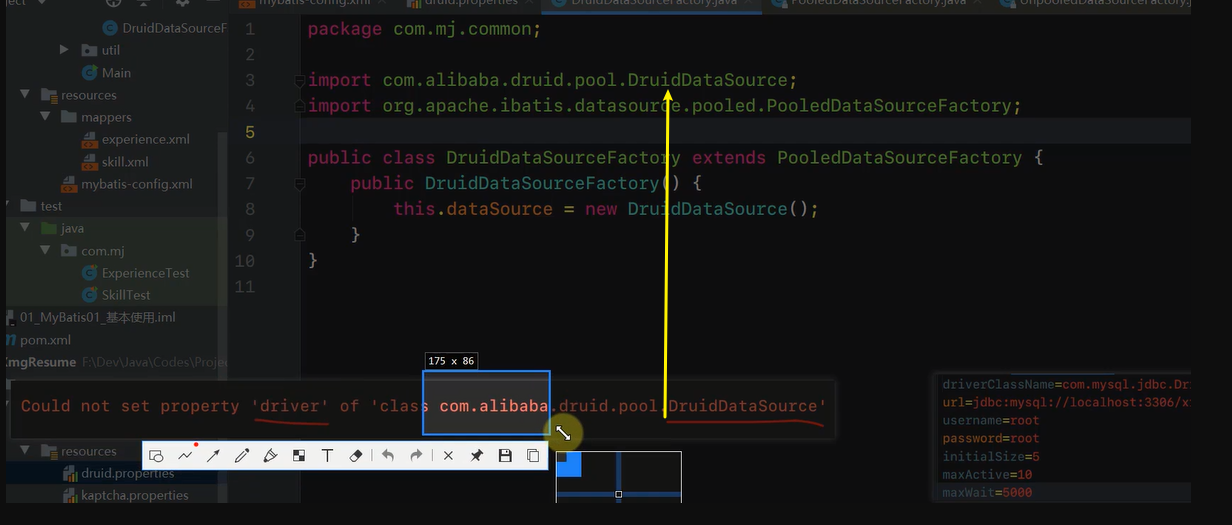 mybatis-config.xml
druid.properties
DruidDataSourceFactory.java
PooledDataSourceFactory.java
UnpooledDataSourceFactory.
DruidDataSourceF
util
Main
resources
mappers
experience.xml
skill.xml
mybatis-config.xml
test
java
com.mj
ExperienceTest
SkillTest
01_MyBatis01_基本使用.iml
pom.xml
mgResume F:\Dev\Java\Codes\Proje
resources
druid.properties
kaptcha.properties
1 package com.mj.common;
2
3 import com.alibaba.druid.pool.DruidDataSource;
4 import org.apache.ibatis.datasource.pooled.PooledDataSourceFactory;
5
6 public class DruidDataSourceFactory extends PooledDataSourceFactory {
7 public DruidDataSourceFactory() {
8 this.dataSource = new DruidDataSource();
9 }
10 }
11
175 x 86
Could not set property 'driver' of 'class com.alibaba.druid.pool.DruidDataSource'
T
driverClassName=com.mysql.jdbc.Dr
url=jdbc:mysql://localhost:3306/x
username=root
password=root
initialSize=5
maxActive=10
maxWait=5000